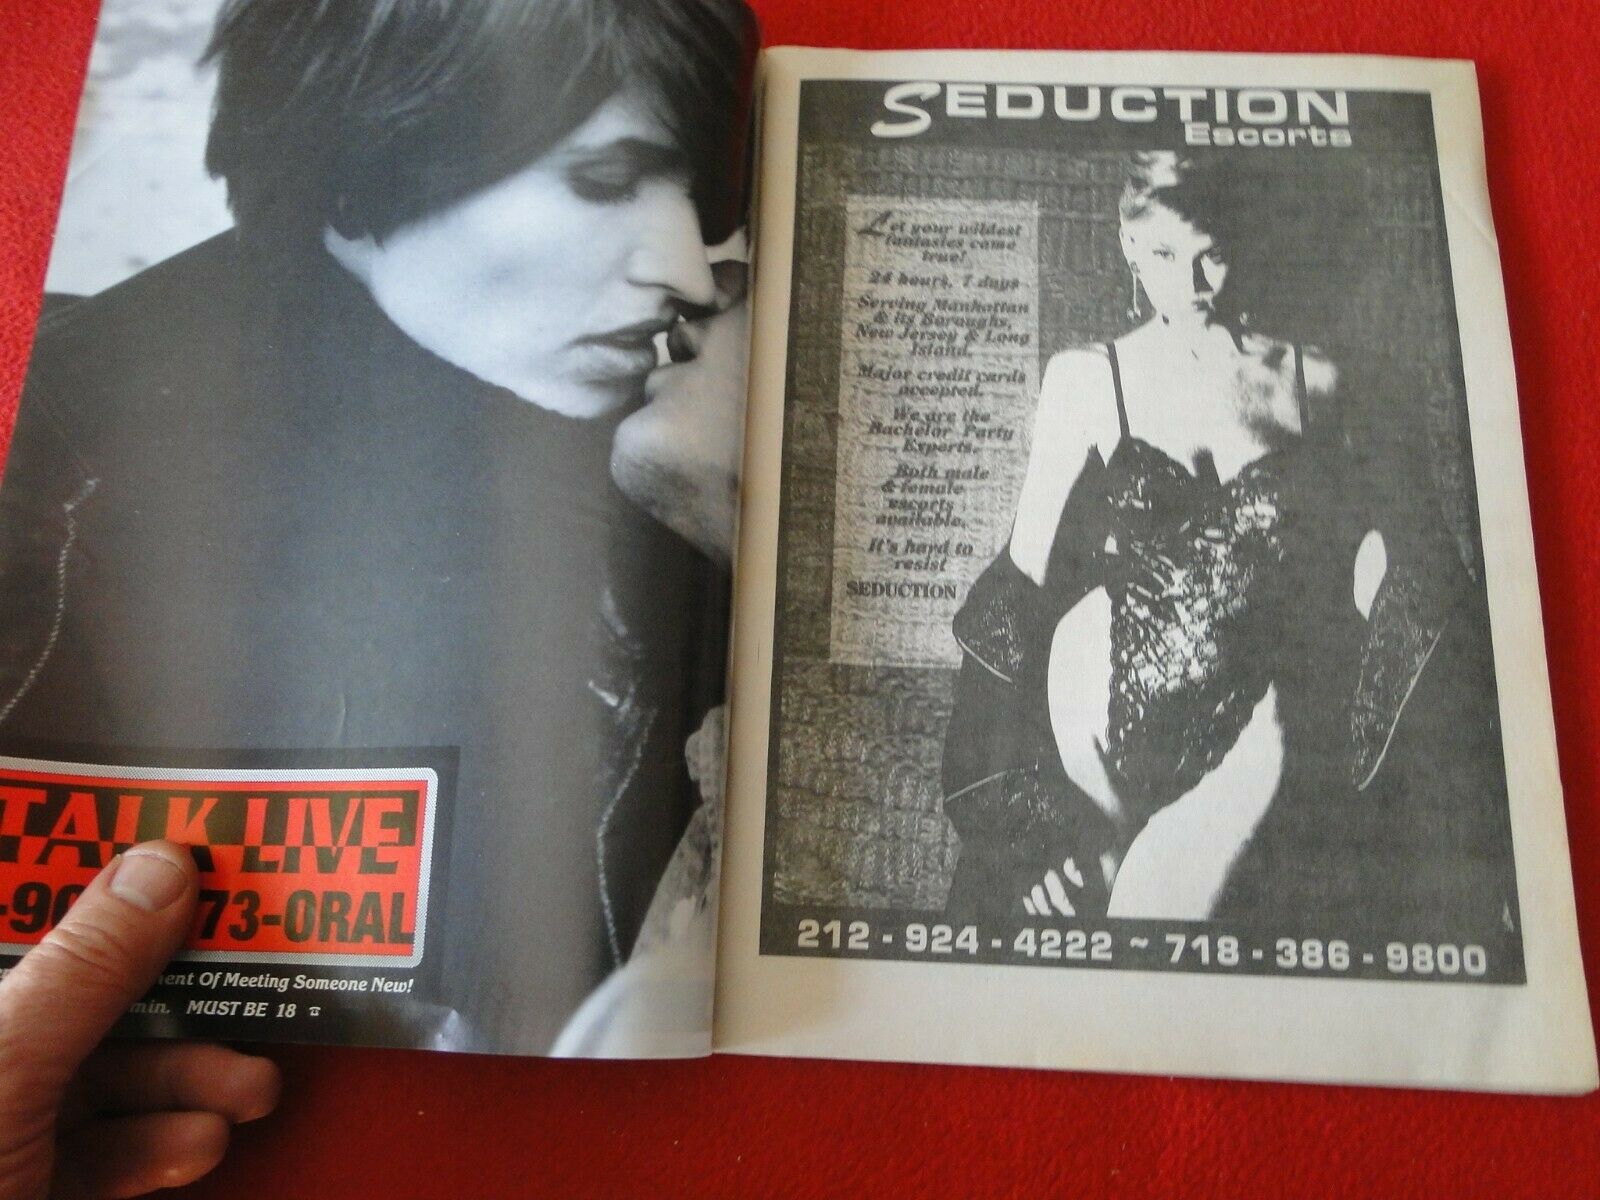 TALK LIVE
73-ORAL
Of Meeting Someone New!
min. MUST BE 18
SEDUCTION
Escorts
Let your wildest
fantasies come
true!
24 hours, 7 days
Serving Manhattan
& its Boroughs,
New Jersey & Long
Island.
Major credit cards
accepted.
We are the
Bachelor Party
Experts.
Both male
& female
escorts
available.
It's hard to
resist
SEDUCTION
212 - 924 - 4222 ~ 718 - 386 - 9800